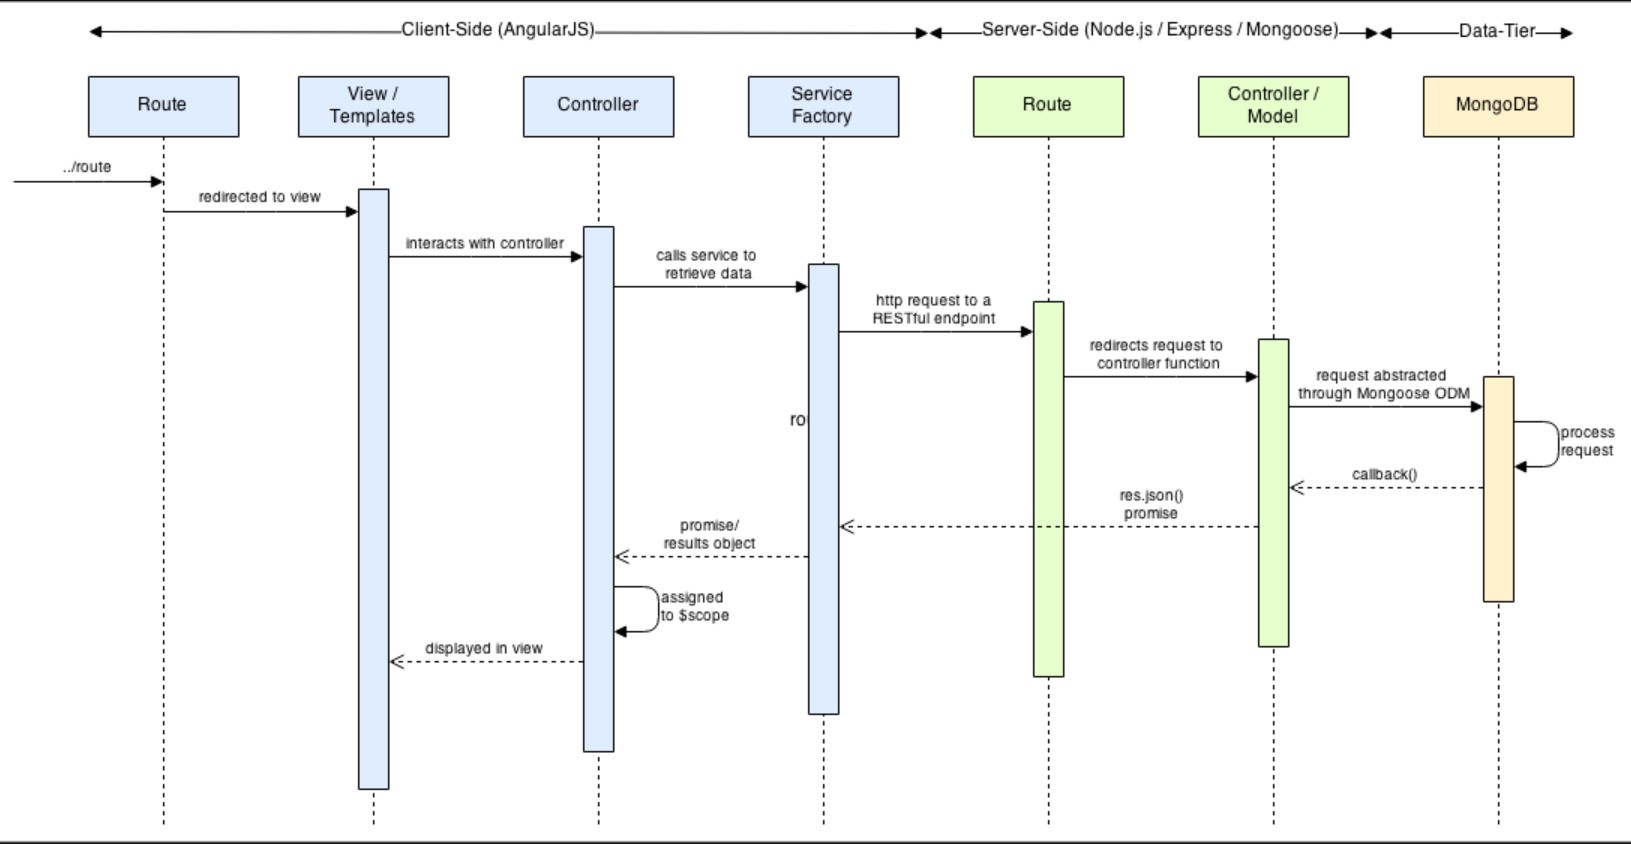 Client-Side (AngularJS)
Server-Side (Node.js / Express / Mongoose)
Data-Tier
Route
View /
Templates
Controller
Service
Factory
Route
Controller /
Model
MongoDB
../route
redirected to view
interacts with controller
calls service to
retrieve data
http request to a
RESTful endpoint
redirects request to
controller function
request abstracted
through Mongoose ODM
ro
process
request
callback()
res.json()
promise
promise/
results object
assigned
to $scope
displayed in view